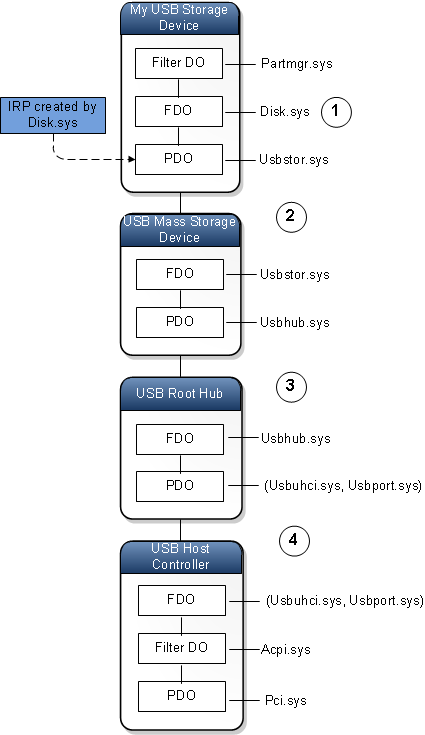 My USB Storage
Device
Filter DO
Partmgr.sys
IRP created by
Disk.sys
FDO
Disk.sys
1
PDO
Usbstor.sys
USB Mass Storage
Device
2
FDO
Usbstor.sys
PDO
Usbhub.sys
USB Root Hub
3
FDO
Usbhub.sys
PDO
(Usbuhci.sys, Usbport.sys)
USB Host
Controller
4
FDO
(Usbuhci.sys, Usbport.sys)
Filter DO
Acpi.sys
PDO
Pci.sys